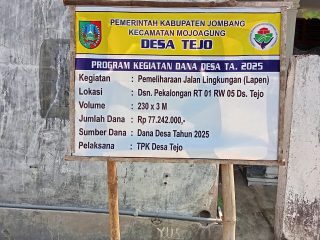 PEMERINTAH KABUPATEN JOMBANG
KECAMATAN MOJOAGUNG
DESA TEJO
PROGRAM KEGIATAN DANA DESA TA. 2025
Kegiatan : Pemeliharaan Jalan Lingkungan (Lapen)
Lokasi : Dsn. Pekalongan RT 01 RW 05 Ds. Tejo
Volume : 230 x 3 M
Jumlah Dana : Rp 77.242.000,-
Sumber Dana : Dana Desa Tahun 2025
Pelaksana : TPK Desa Tejo